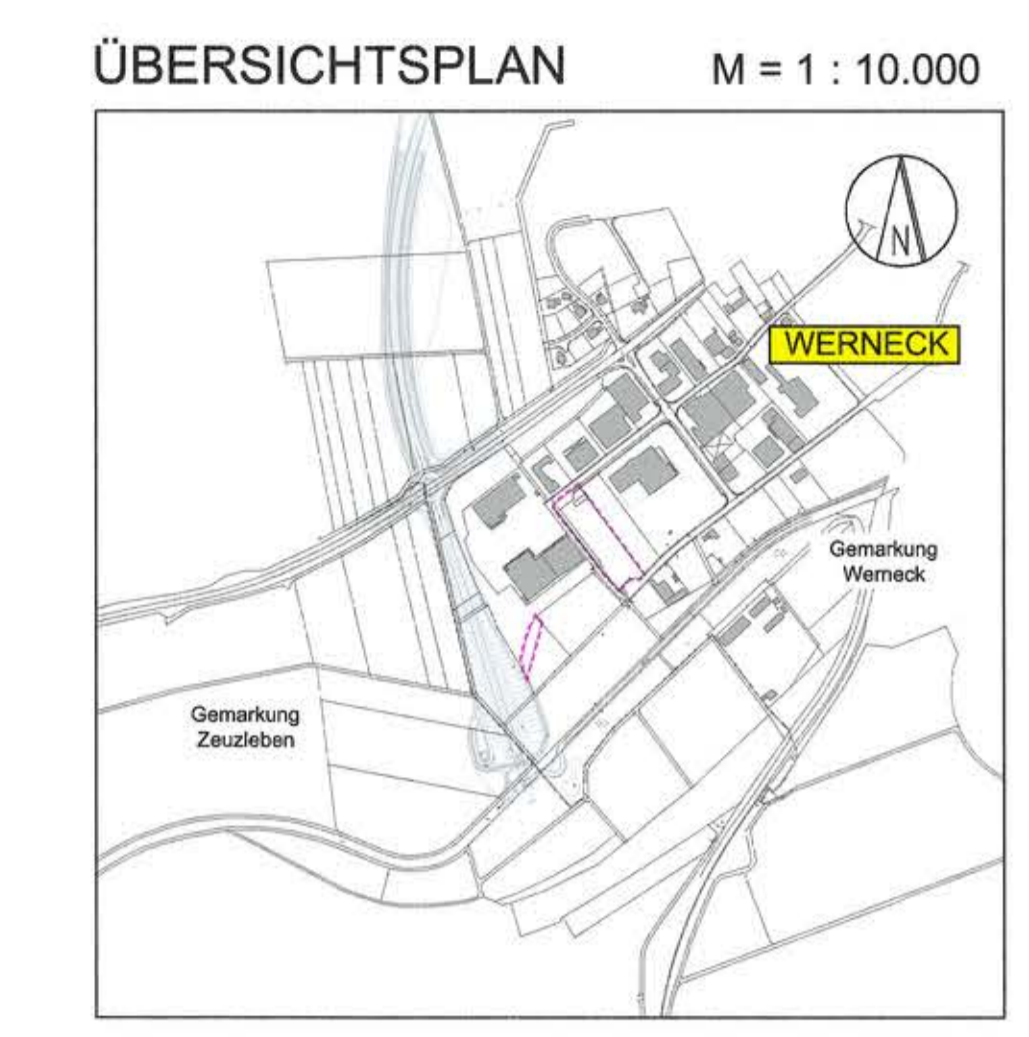 ÜBERSICHTSPLAN M = 1 : 10.000
N
WERNECK
Gemarkung
Werneck
Gemarkung
Zeuzleben